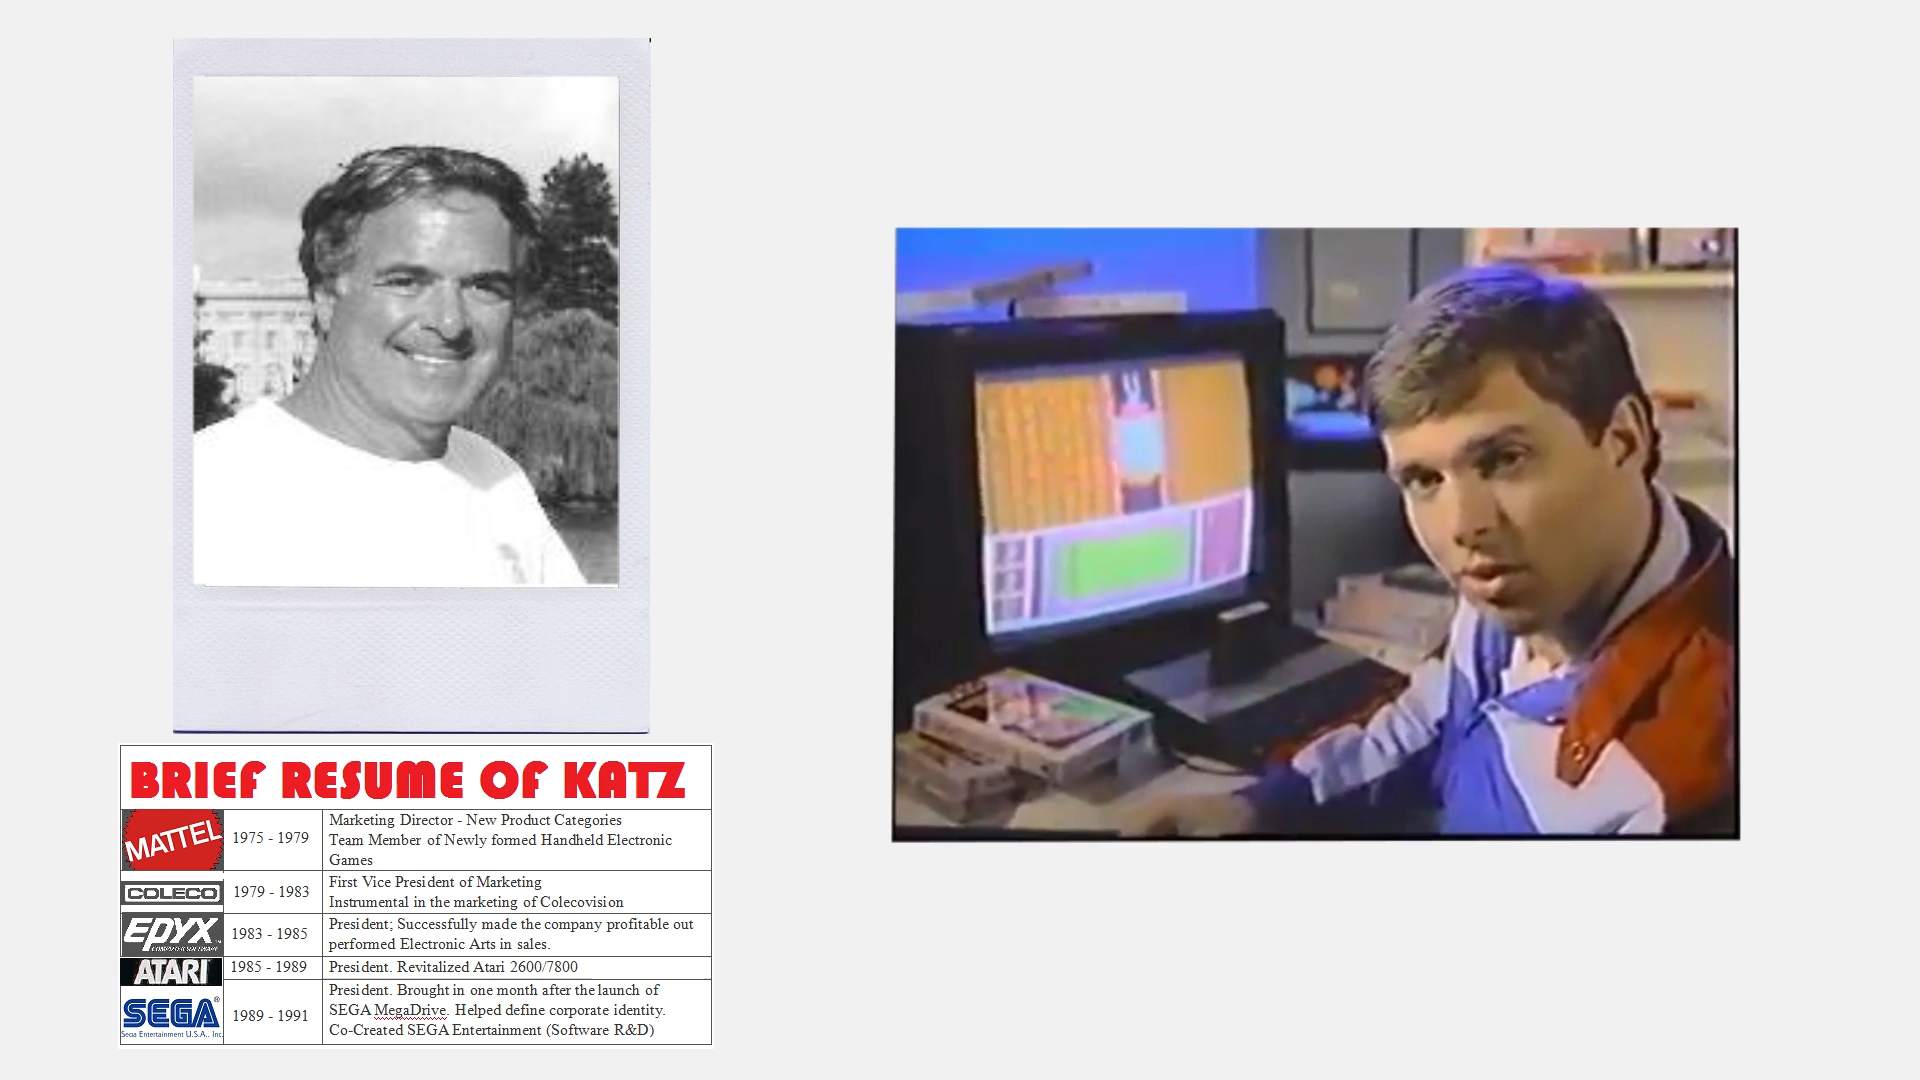 BRIEF RESUME OF KATZ
MATTEL
1975 - 1979
Marketing Director - New Product Categories
Team Member of Newly formed Handheld Electronic
Games
COLECO
1979 - 1983
First Vice President of Marketing
Instrumental in the marketing of Colecovision
EPYX
COMPUTER SOFTWARE
1983 - 1985
President; Successfully made the company profitable out
performed Electronic Arts in sales.
ATARI
1985 - 1989
President. Revitalized Atari 2600/7800
SEGA®
Sega Entertainment U.S.A., Inc.
1989 - 1991
President. Brought in one month after the launch of
SEGA MegaDrive. Helped define corporate identity.
Co-Created SEGA Entertainment (Software R&D)